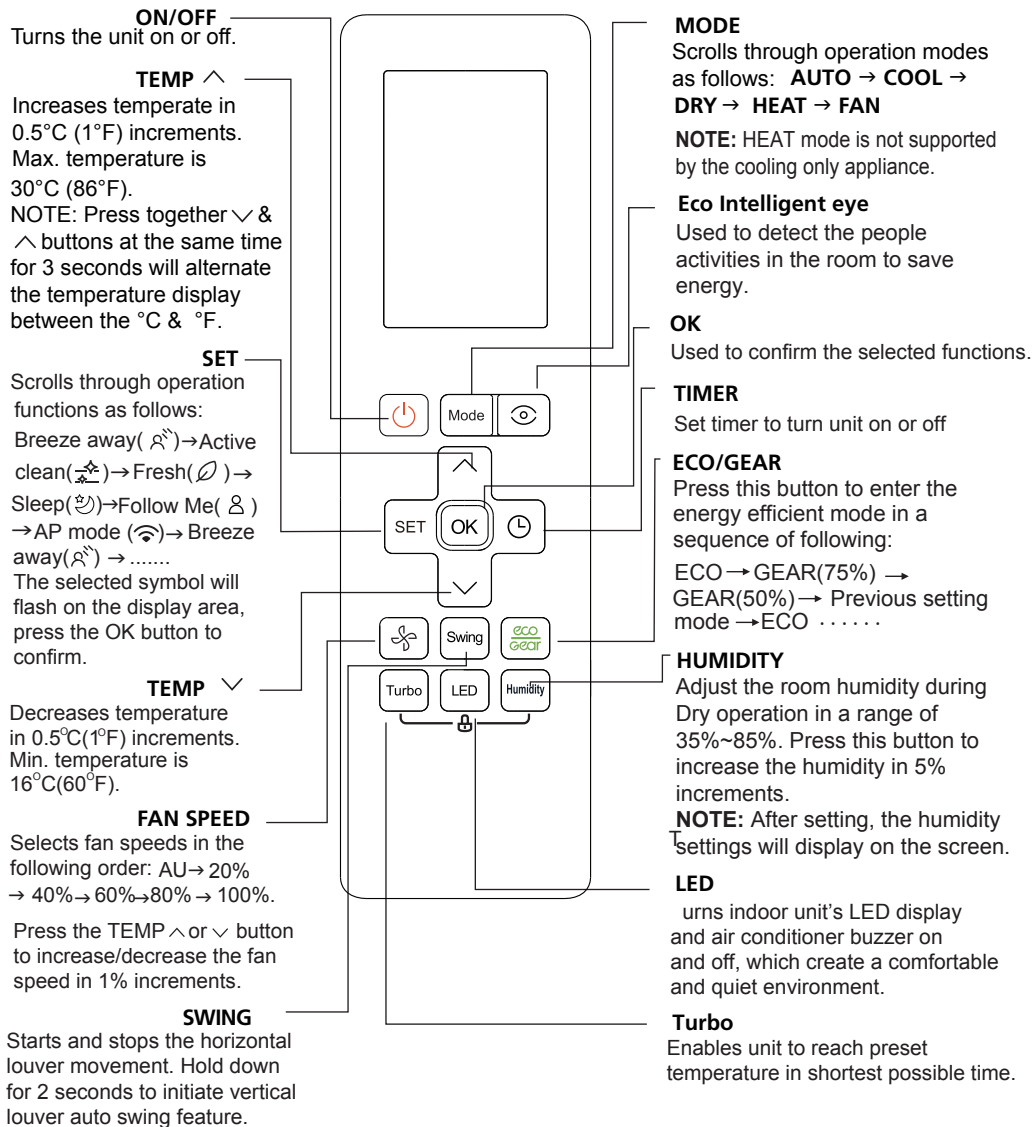 ON/OFF
Turns the unit on or off.
TEMP ︿
Increases temperate in
0.5°C (1°F) increments.
Max. temperature is
30°C (86°F).
NOTE: Press together ﹀ &
︿ buttons at the same time
for 3 seconds will alternate
the temperature display
between the °C & °F.
SET
Scrolls through operation
functions as follows:
Breeze away( )→Active
clean( )→Fresh( )→
Sleep( )→Follow Me( )
→AP mode ( )→ Breeze
away( ) → .......
The selected symbol will
flash on the display area,
press the OK button to
confirm.
TEMP ﹀
Decreases temperature
in 0.5°C(1°F) increments.
Min. temperature is
16°C(60°F).
FAN SPEED
Selects fan speeds in the
following order: AU→ 20%
→ 40%→60%→80% → 100%.
Press the TEMP ︿ or ﹀ button
to increase/decrease the fan
speed in 1% increments.
SWING
Starts and stops the horizontal
louver movement. Hold down
for 2 seconds to initiate vertical
louver auto swing feature.
Mode
SET
OK
Swing
eco
Gear
Turbo
LED
Humidity
MODE
Scrolls through operation modes
as follows: AUTO → COOL →
DRY → HEAT → FAN
NOTE: HEAT mode is not supported
by the cooling only appliance.
Eco Intelligent eye
Used to detect the people
activities in the room to save
energy.
OK
Used to confirm the selected functions.
TIMER
Set timer to turn unit on or off
ECO/GEAR
Press this button to enter the
energy efficient mode in a
sequence of following:
ECO → GEAR(75%) →
GEAR(50%) → Previous setting
mode →ECO ······
HUMIDITY
Adjust the room humidity during
Dry operation in a range of
35%~85%. Press this button to
increase the humidity in 5%
increments.
NOTE: After setting, the humidity
settings will display on the screen.
LED
Turns indoor unit's LED display
and air conditioner buzzer on
and off, which create a comfortable
and quiet environment.
Turbo
Enables unit to reach preset
temperature in shortest possible time.